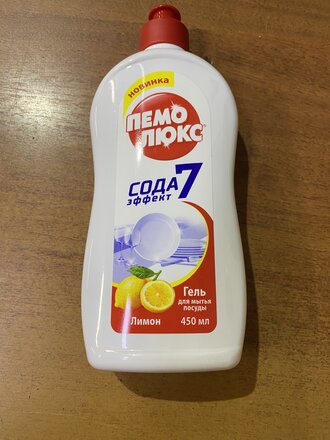 новинка
ПЕМО
ЛЮКС®
СОДА 7
эффект
Гель
для мытья
посуды
Лимон 450 мл